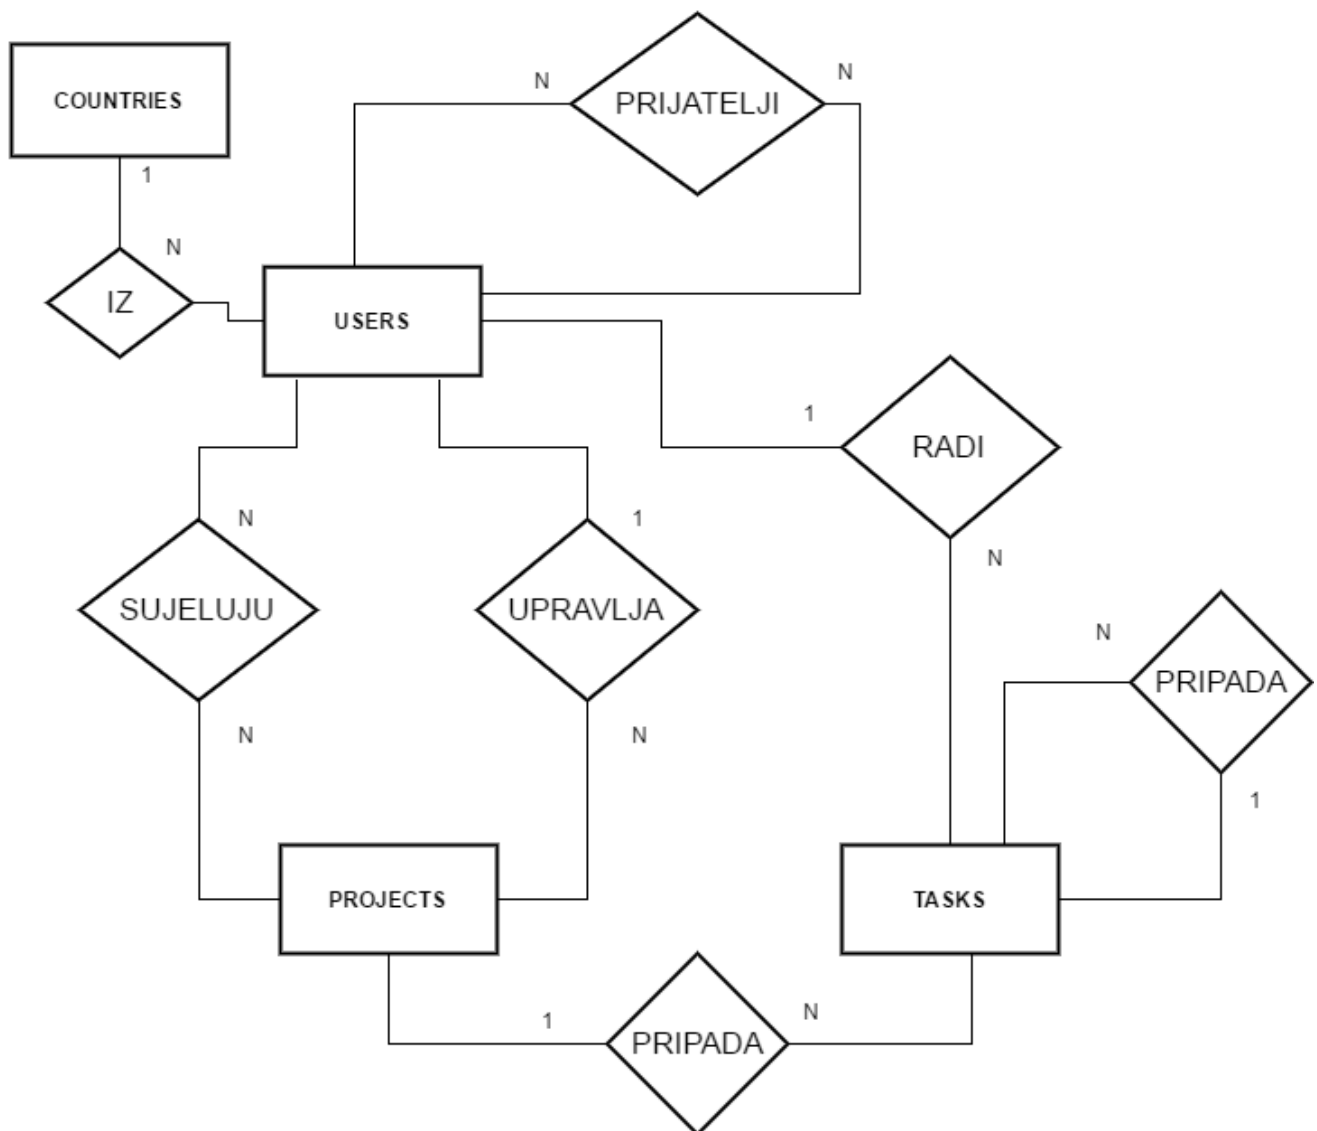 PRIJATELJI
N
N
COUNTRIES
1
N
IZ
USERS
1
RADI
N
N
1
SUJELUJU
UPRAVLJA
N
N
N
PRIPADA
1
PROJECTS
TASKS
1
N
PRIPADA